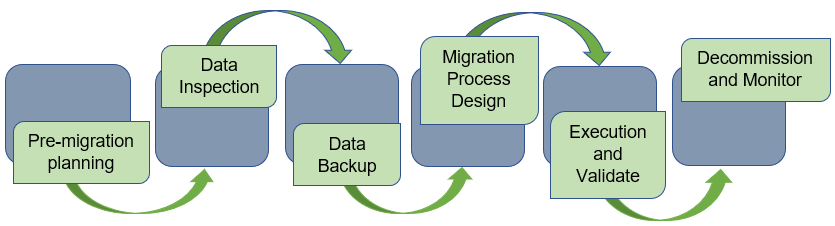 Pre-migration
planning
Data
Inspection
Data
Backup
Migration
Process
Design
Execution
and
Validate
Decommission
and Monitor